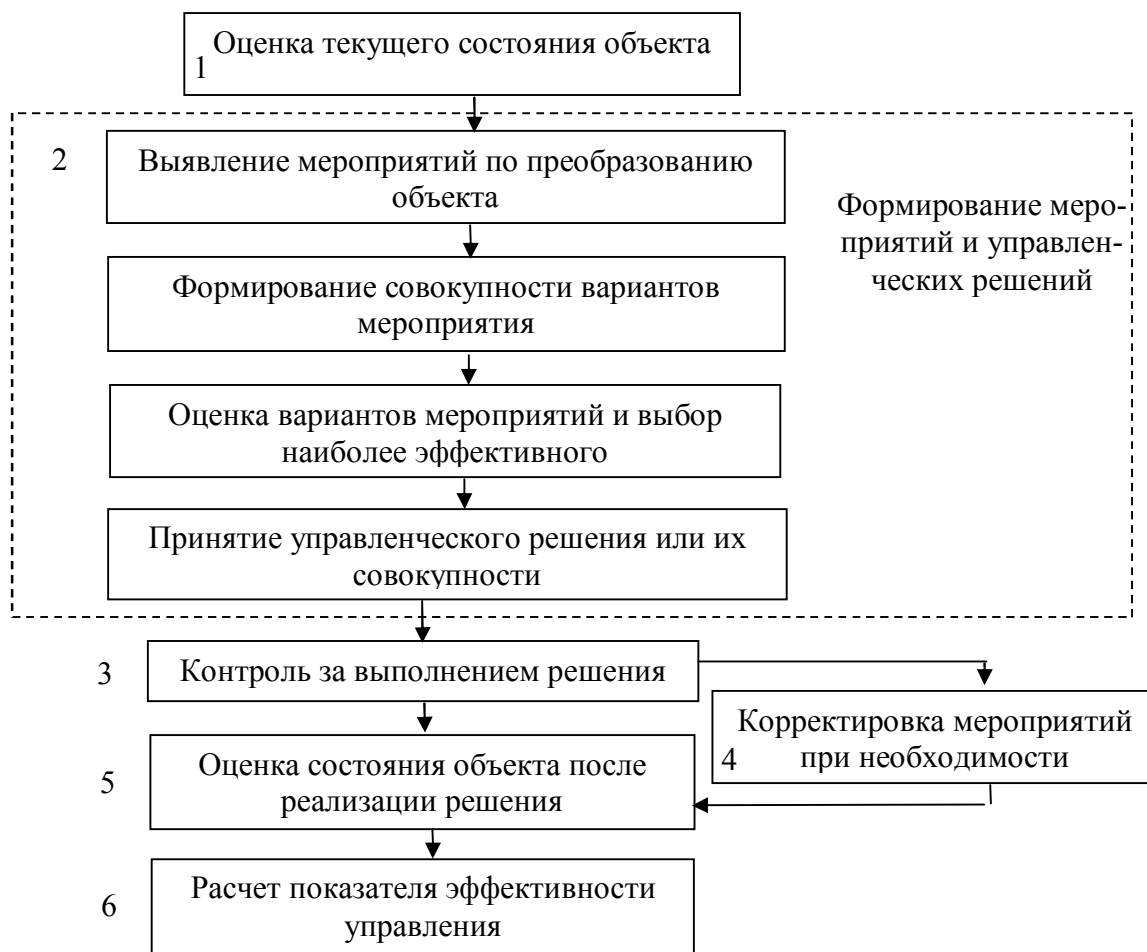 Оценка текущего состояния объекта
1
2
Выявление мероприятий по преобразованию
объекта
Формирование меро-
приятий и управлен-
ческих решений
Формирование совокупности вариантов
мероприятия
Оценка вариантов мероприятий и выбор
наиболее эффективного
Принятие управленческого решения или их
совокупности
3
Контроль за выполнением решения
Корректировка мероприятий
при необходимости
4
5
Оценка состояния объекта после
реализации решения
6
Расчет показателя эффективности
управления